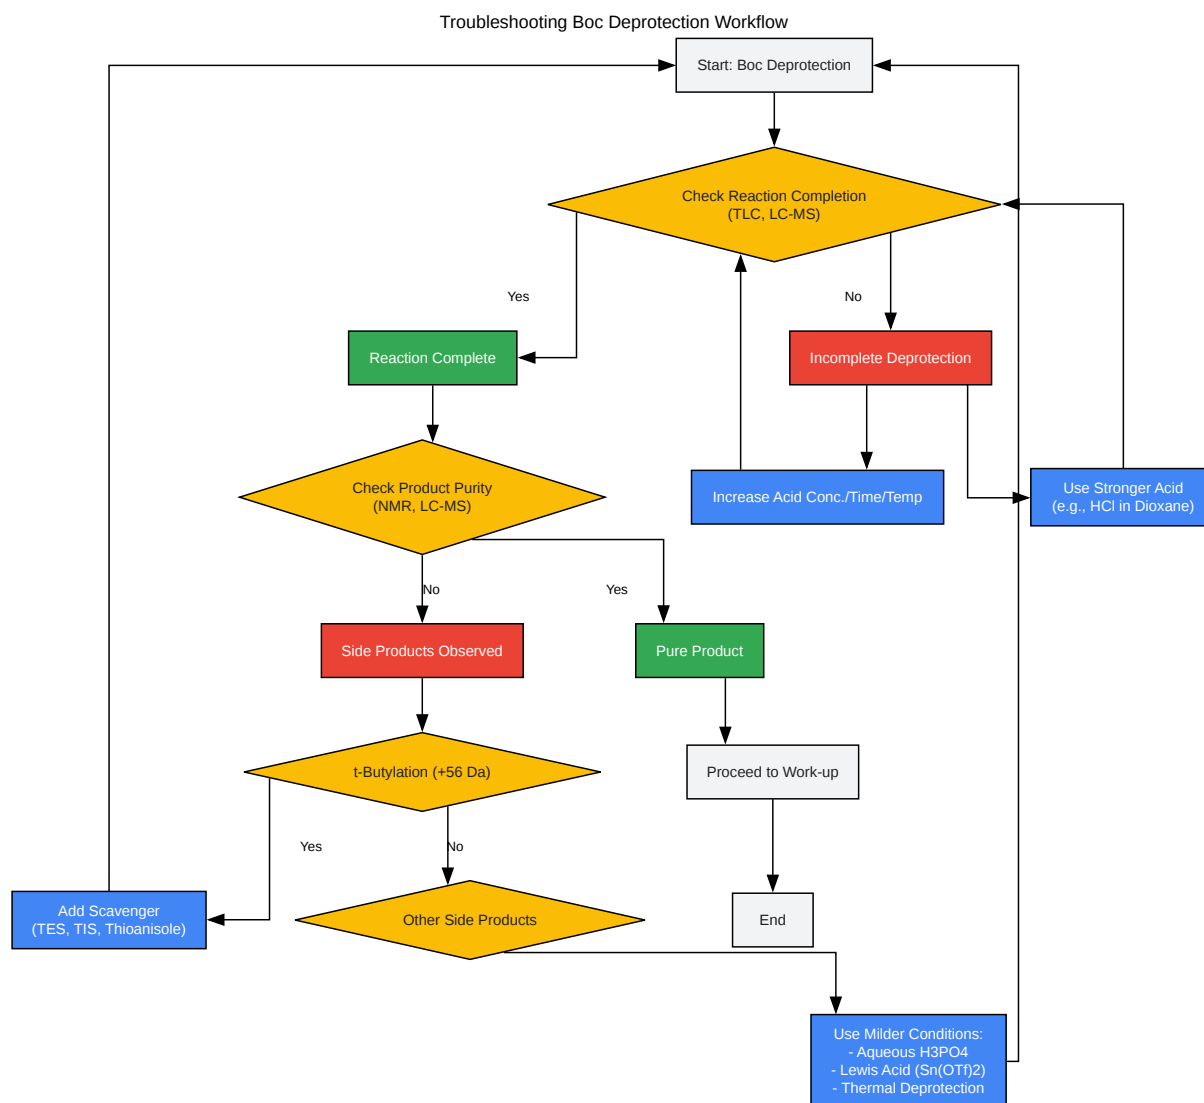 Troubleshooting Boc Deprotection Workflow
Start: Boc Deprotection
Check Reaction Completion
(TLC, LC-MS)
Yes
No
Reaction Complete
Incomplete Deprotection
Check Product Purity
(NMR, LC-MS)
Increase Acid Conc./Time/Temp
Use Stronger Acid
(e.g., HCl in Dioxane)
No
Yes
Side Products Observed
Pure Product
t-Butylation (+56 Da)
Proceed to Work-up
Yes
No
Add Scavenger
(TES, TIS, Thioanisole)
Other Side Products
End
Use Milder Conditions:
- Aqueous H3PO4
- Lewis Acid (Sn(OTf)2)
- Thermal Deprotection